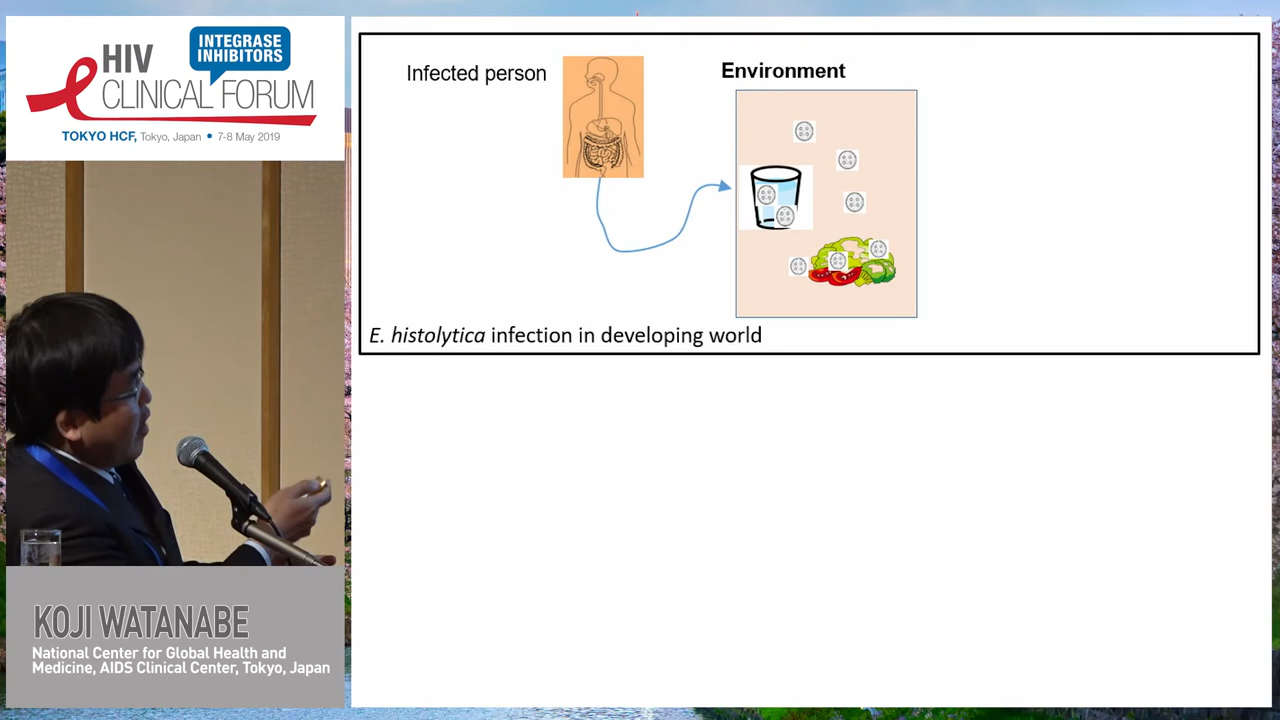 HIV
INTEGRASE
INHIBITORS
CLINICAL FORUM
TOKYO HCF, Tokyo, Japan • 7-8 May 2019
Infected person
Environment
E. histolytica infection in developing world
KOJI WATANABE
National Center for Global Health and
Medicine, AIDS Clinical Center, Tokyo, Japan